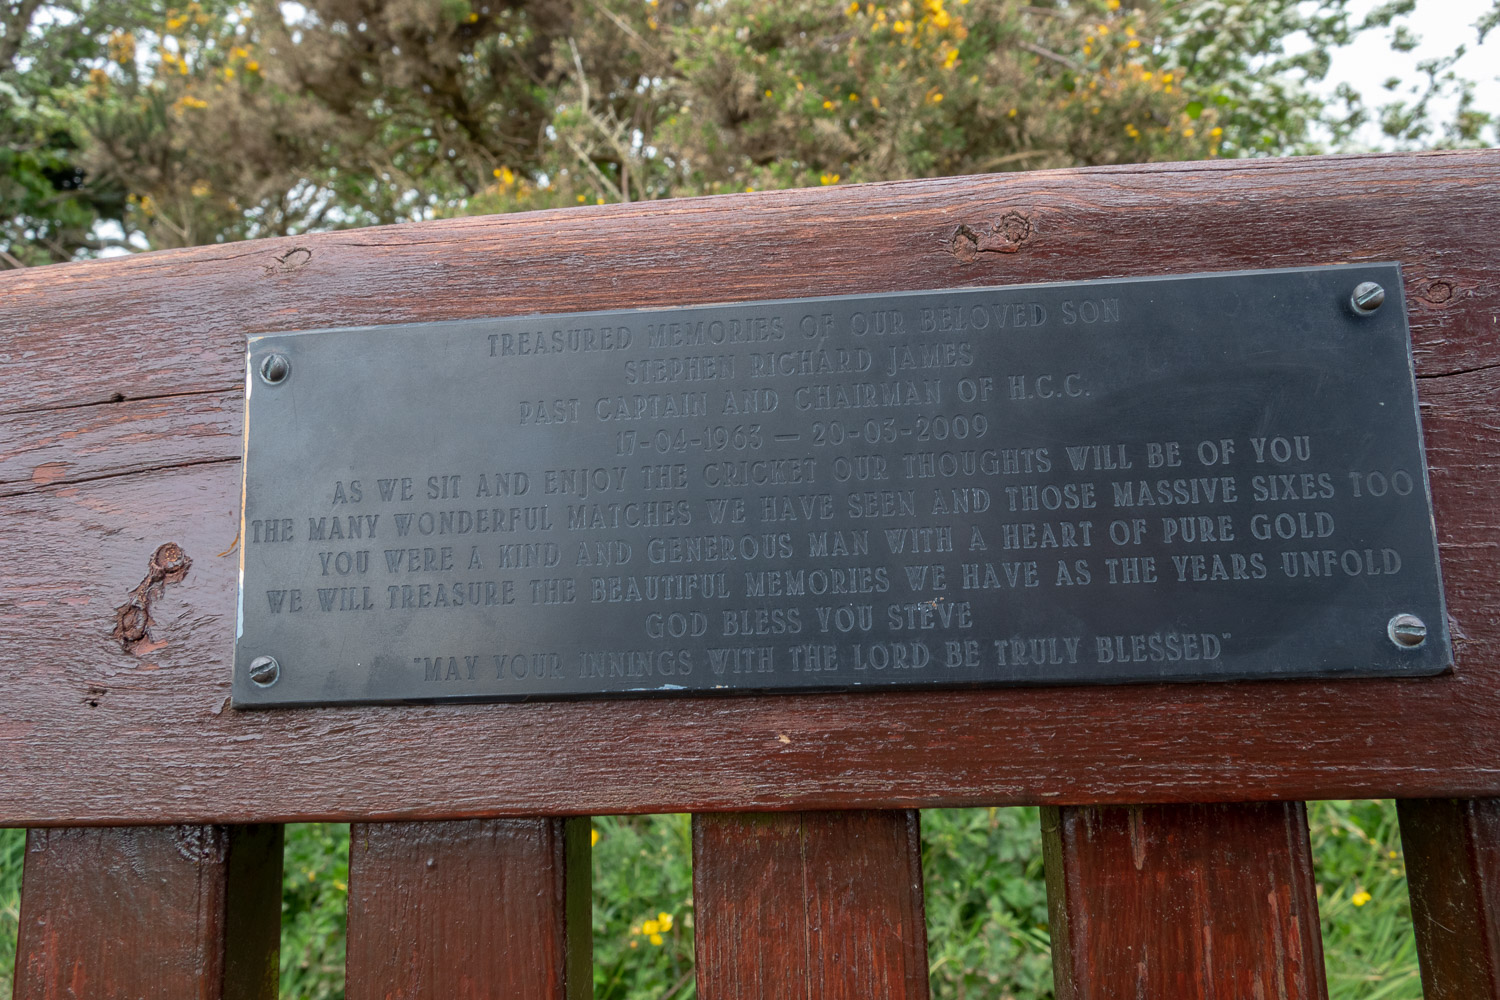 TREASURED MEMORIES OF OUR BELOVED SON
STEPHEN RICHARD JAMES
PAST CAPTAIN AND CHAIRMAN OF H.C.C.
17-04-1963 — 20-03-2009
AS WE SIT AND ENJOY THE CRICKET OUR THOUGHTS WILL BE OF YOU
THE MANY WONDERFUL MATCHES WE HAVE SEEN AND THOSE MASSIVE SIXES TOO
YOU WERE A KIND AND GENEROUS MAN WITH A HEART OF PURE GOLD
WE WILL TREASURE THE BEAUTIFUL MEMORIES WE HAVE AS THE YEARS UNFOLD
GOD BLESS YOU STEVE
"MAY YOUR INNINGS WITH THE LORD BE TRULY BLESSED"